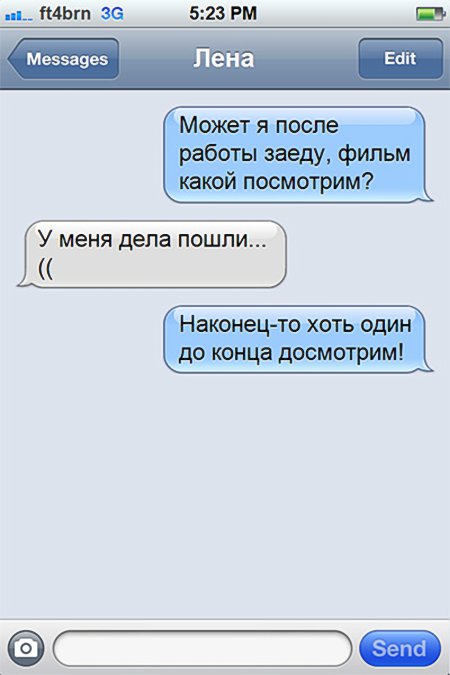 ft4brn 3G 5:23 PM
Messages Лена Edit
Может я после
работы заеду, фильм
какой посмотрим?
У меня дела пошли...
((
Наконец-то хоть один
до конца досмотрим!
Send